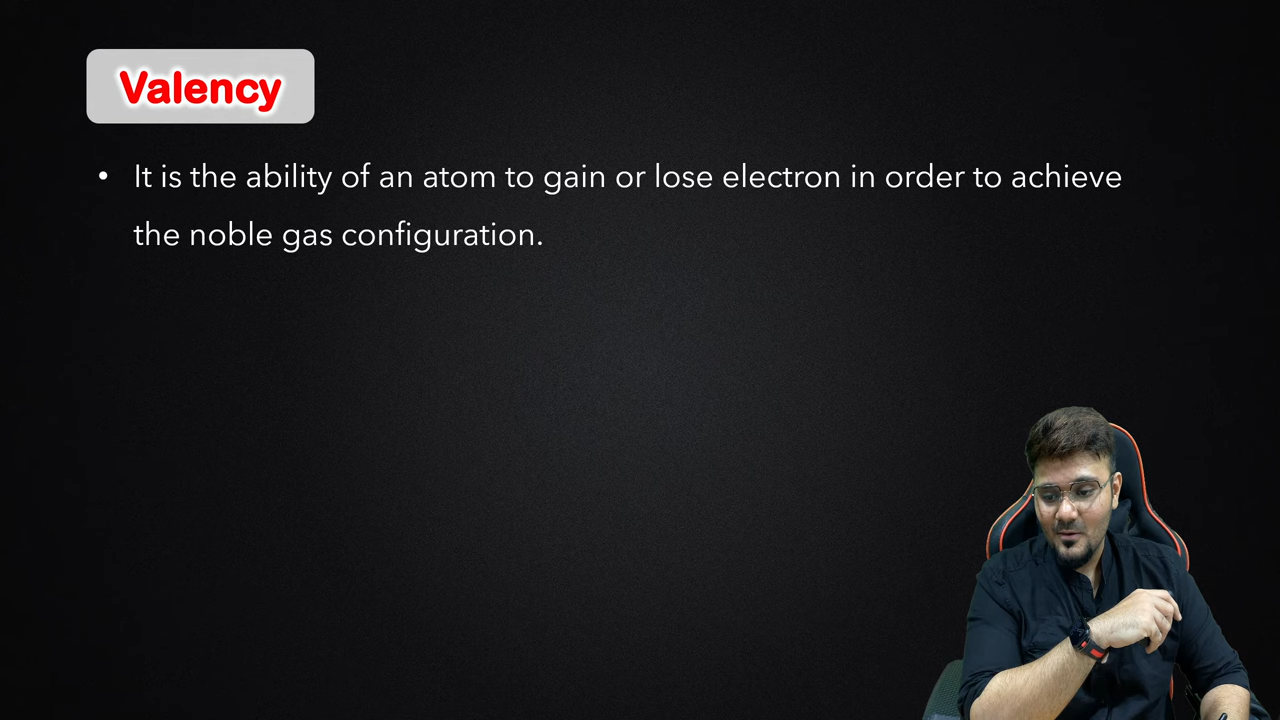 Valency
• It is the ability of an atom to gain or lose electron in order to achieve
the noble gas configuration.